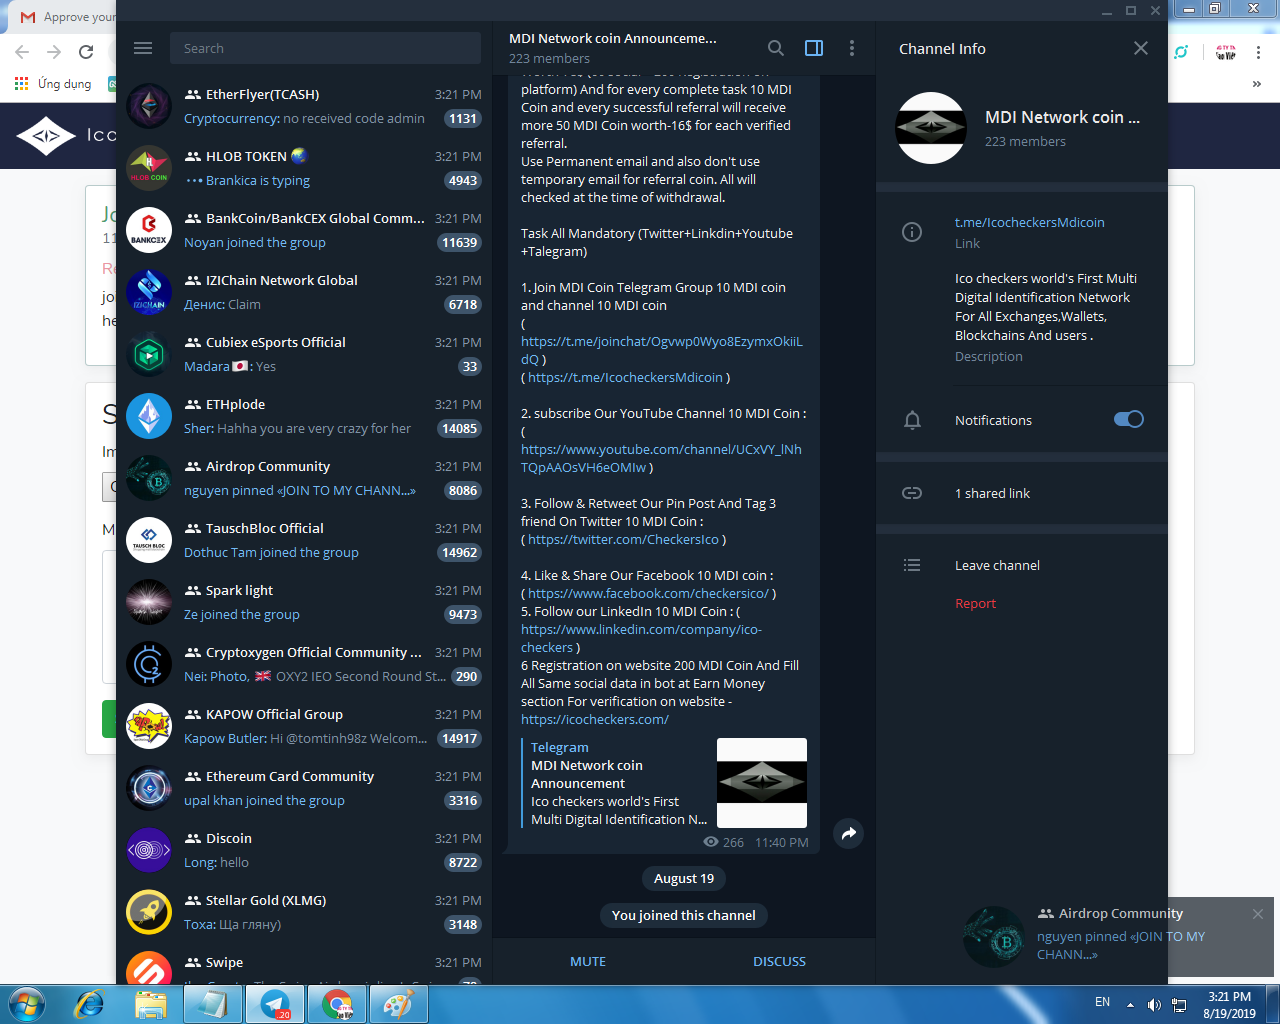 Approve your
Ứng dụng
»
Ico
Jo
11
Re
joi
he
S
Im
C
M
Search
EtherFlyer(TCASH) 3:21 PM
Cryptocurrency: no received code admin 1131
HLOB TOKEN 🌏 3:21 PM
Brankica is typing 4943
HLOB COIN
BankCoin/BankCEX Global Comm... 3:21 PM
Noyan joined the group 11639
BANKCEX
IZIChain Network Global 3:21 PM
Денис: Claim 6718
IZICHAIN
Cubiex eSports Official 3:21 PM
Madara🇯🇵: Yes 33
ETHplode 3:21 PM
Sher: Hahha you are very crazy for her 14085
Airdrop Community 3:21 PM
nguyen pinned «JOIN TO MY CHANN...» 8086
TauschBloc Official 3:21 PM
Dothuc Tam joined the group 14962
TAUSCH BLOC
Spark light 3:21 PM
Ze joined the group 9473
Cryptoxygen Official Community ... 3:21 PM
Nei: Photo, 🇬🇧 OXY2 IEO Second Round St... 290
KAPOW Official Group 3:21 PM
Kapow Butler: Hi @tomtinh98z Welcom... 14917
Ethereum Card Community 3:21 PM
upal khan joined the group 3316
Discoin 3:21 PM
Long: hello 8722
Stellar Gold (XLMG) 3:21 PM
Тоха: Ща гляну) 3148
Swipe 3:21 PM
MDI Network coin Announceme...
223 members
platform) And for every complete task 10 MDI
Coin and every successful referral will receive
more 50 MDI Coin worth-16$ for each verified
referral.
Use Permanent email and also don't use
temporary email for referral coin. All will
checked at the time of withdrawal.
Task All Mandatory (Twitter+Linkdin+Youtube
+Talegram)
1. Join MDI Coin Telegram Group 10 MDI coin
and channel 10 MDI coin
(
https://t.me/joinchat/Ogvwp0Wyo8EzymxOkiiL
dQ )
( https://t.me/IcocheckersMdicoin )
2. subscribe Our YouTube Channel 10 MDI Coin :
(
https://www.youtube.com/channel/UCxVY_lNh
TQpAAOsVH6eOMIw )
3. Follow & Retweet Our Pin Post And Tag 3
friend On Twitter 10 MDI Coin :
( https://twitter.com/CheckersIco )
4. Like & Share Our Facebook 10 MDI coin :
( https://www.facebook.com/checkersico/ )
5. Follow our LinkedIn 10 MDI Coin : (
https://www.linkedin.com/company/ico-
checkers )
6 Registration on website 200 MDI Coin And Fill
All Same social data in bot at Earn Money
section For verification on website -
https://icocheckers.com/
Telegram
MDI Network coin
Announcement
Ico checkers world's First
Multi Digital Identification N...
266 11:40 PM
August 19
You joined this channel
MUTE DISCUSS
Channel Info
MDI Network coin ...
223 members
t.me/IcocheckersMdicoin
Link
Ico checkers world's First Multi
Digital Identification Network
For All Exchanges,Wallets,
Blockchains And users .
Description
Notifications
1 shared link
Leave channel
Report
Airdrop Community
nguyen pinned «JOIN TO MY
CHANN...»
20
EN
3:21 PM
8/19/2019